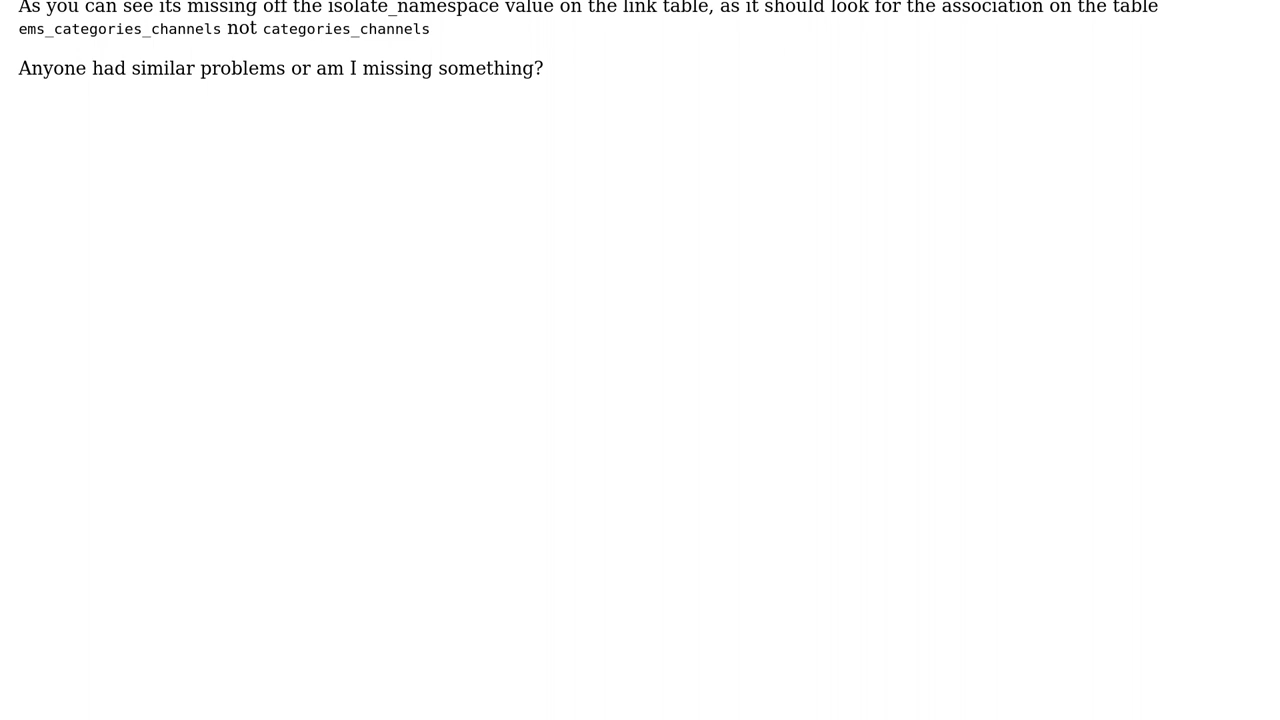 As you can see its missing off the isolate_namespace value on the link table, as it should look for the association on the table
ems_categories_channels not categories_channels
Anyone had similar problems or am I missing something?